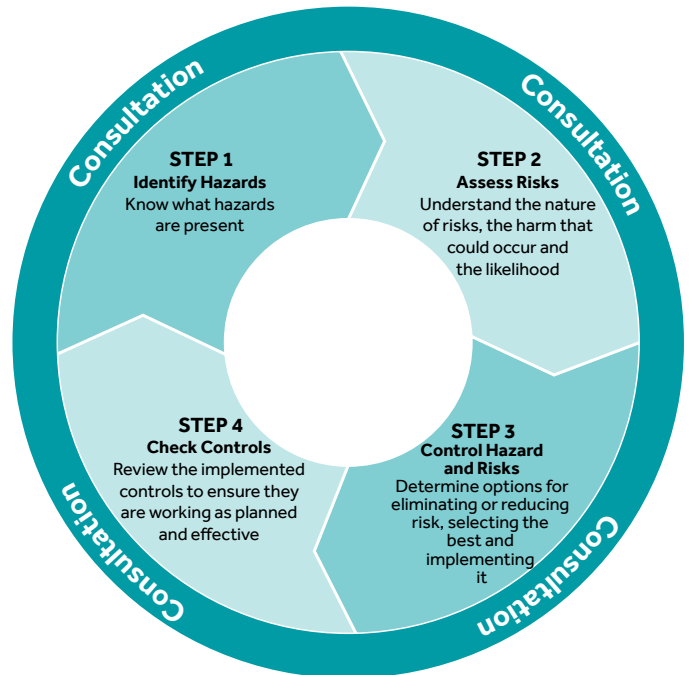 Consultation
Consultation
STEP 1
Identify Hazards
Know what hazards
are present
STEP 2
Assess Risks
Understand the nature
of risks, the harm that
could occur and
the likelihood
STEP 3
Control Hazard
and Risks
Determine options for
eliminating or reducing
risk, selecting the
best and
implementing
it
STEP 4
Check Controls
Review the implemented
controls to ensure they
are working as planned
and effective
Consultation
Consultation